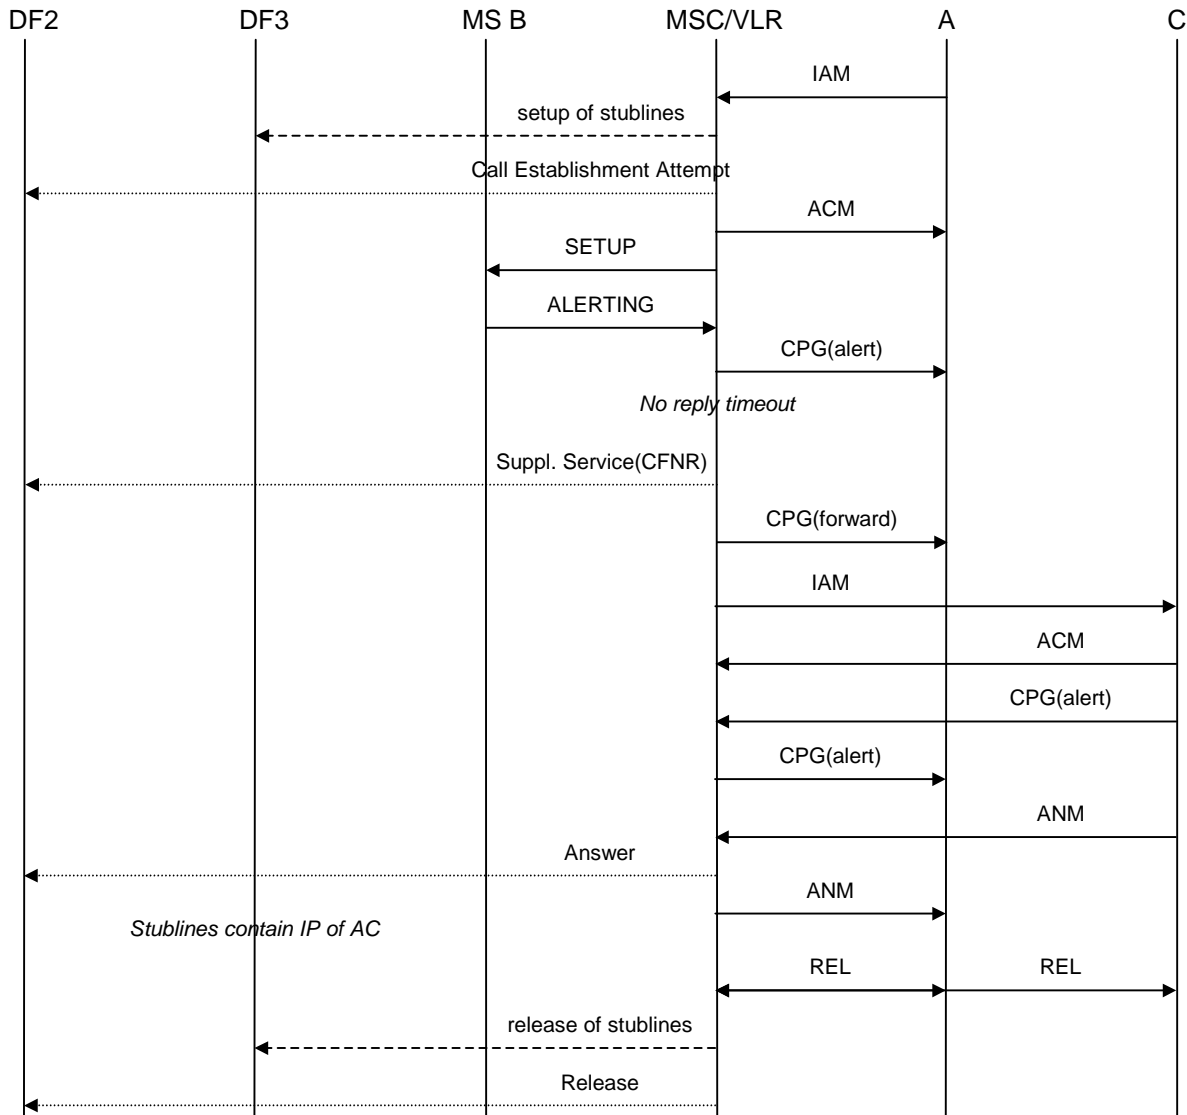 DF2 DF3 MS B MSC/VLR A C
IAM
setup of stublines
Call Establishment Attempt
ACM
SETUP
ALERTING
CPG(alert)
No reply timeout
Suppl. Service(CFNR)
CPG(forward)
IAM
ACM
CPG(alert)
CPG(alert)
ANM
Answer
ANM
Stublines contain IP of AC
REL REL
release of stublines
Release